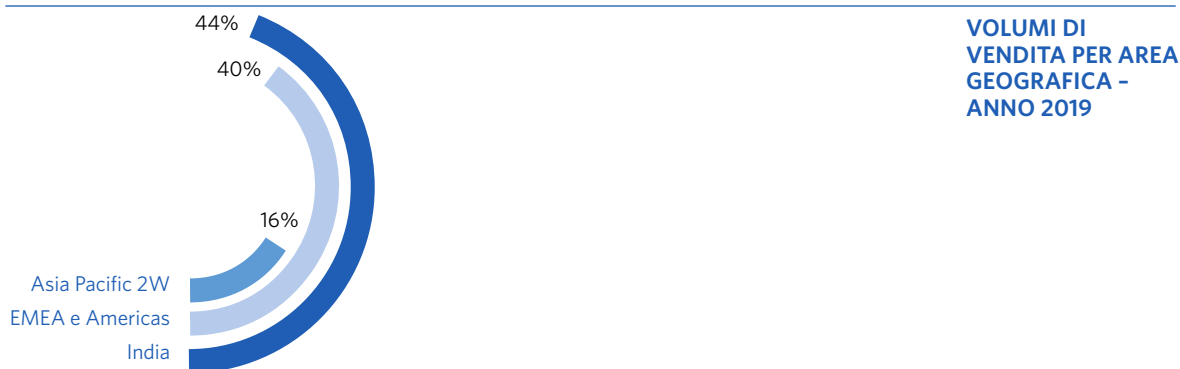 44%
40%
16%
Asia Pacific 2W
EMEA e Americas
India
VOLUMI DI
VENDITA PER AREA
GEOGRAFICA –
ANNO 2019